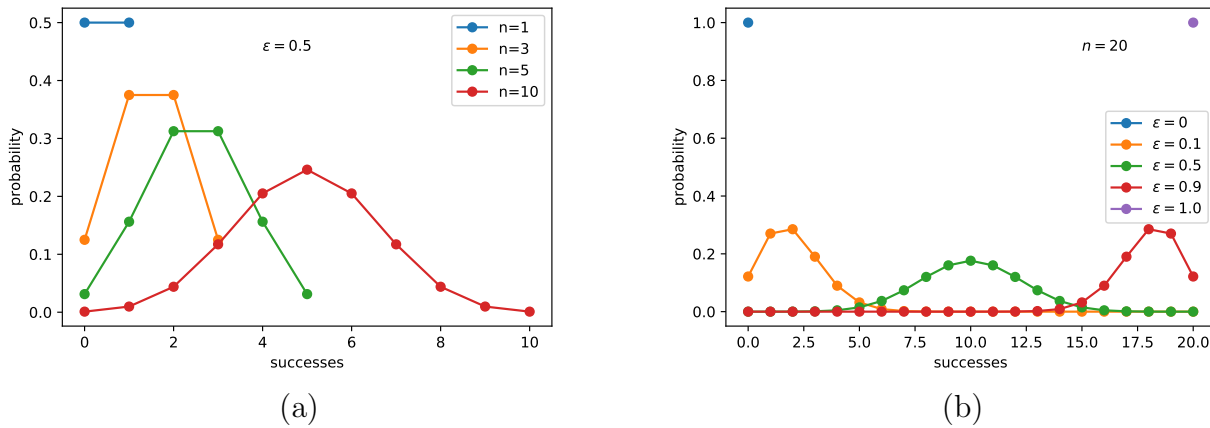 0.5
0.4
0.3
0.2
0.1
0.0
probability
0 2 4 6 8 10
successes
ε = 0.5
n=1
n=3
n=5
n=10
(a)
1.0
0.8
0.6
0.4
0.2
0.0
probability
0.0 2.5 5.0 7.5 10.0 12.5 15.0 17.5 20.0
successes
n = 20
ε = 0
ε = 0.1
ε = 0.5
ε = 0.9
ε = 1.0
(b)